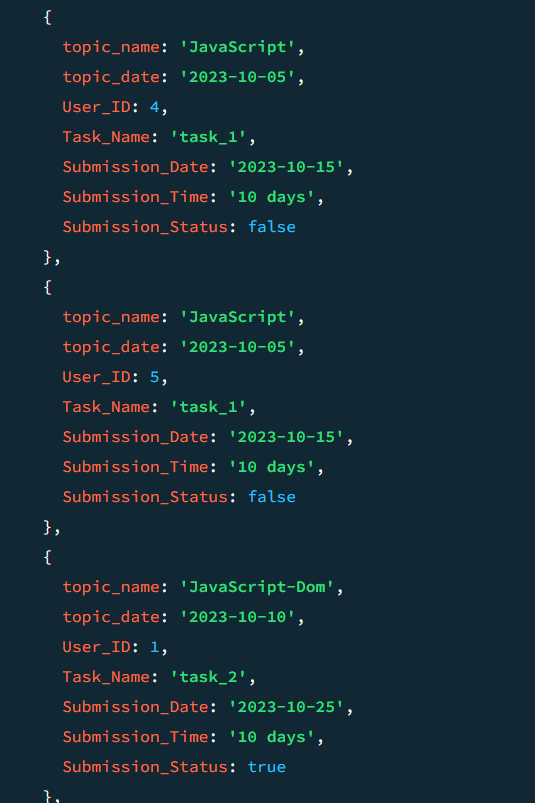 {
topic_name: 'JavaScript',
topic_date: '2023-10-05',
User_ID: 4,
Task_Name: 'task_1',
Submission_Date: '2023-10-15',
Submission_Time: '10 days',
Submission_Status: false
},
{
topic_name: 'JavaScript',
topic_date: '2023-10-05',
User_ID: 5,
Task_Name: 'task_1',
Submission_Date: '2023-10-15',
Submission_Time: '10 days',
Submission_Status: false
},
{
topic_name: 'JavaScript-Dom',
topic_date: '2023-10-10',
User_ID: 1,
Task_Name: 'task_2',
Submission_Date: '2023-10-25',
Submission_Time: '10 days',
Submission_Status: true
},